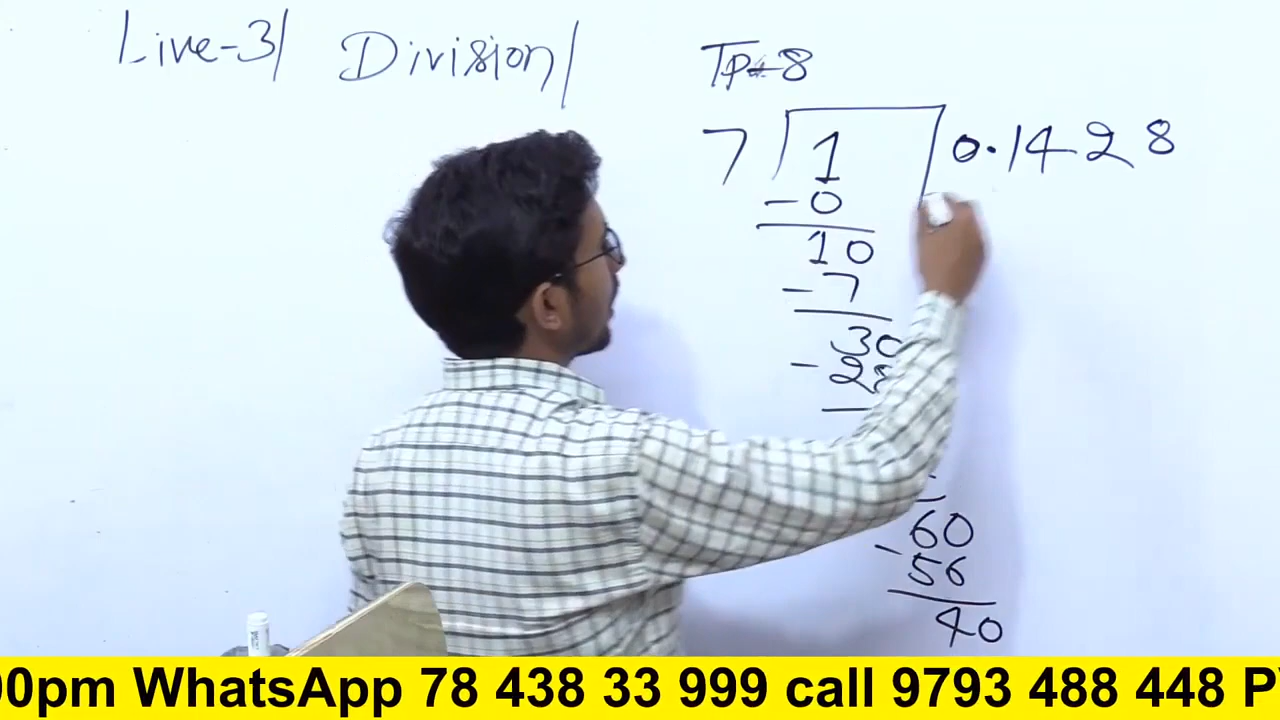 Live-3/ Division/ Tp-8
7 1 0.1428
-0
10
-7
30
-28
60
-56
40
00pm WhatsApp 78 438 33 999 call 9793 488 448 P